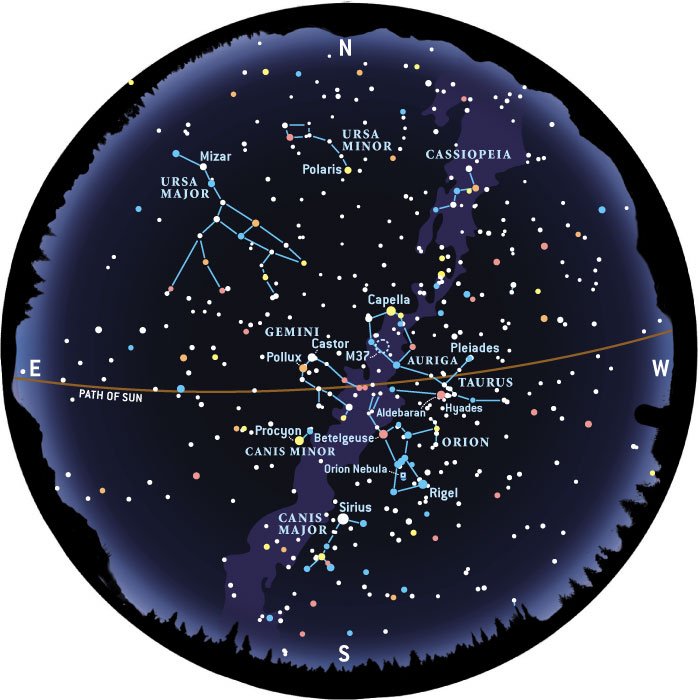 N
URSA
MINOR
Mizar
Polaris
CASSIOPEIA
URSA
MAJOR
Capella
GEMINI
Castor
M37
Pollux
AURIGA
Pleiades
E
W
TAURUS
PATH OF SUN
Aldebaran
Hyades
Procyon
Betelgeuse
ORION
CANIS MINOR
Orion Nebula
Rigel
Sirius
CANIS
MAJOR
S